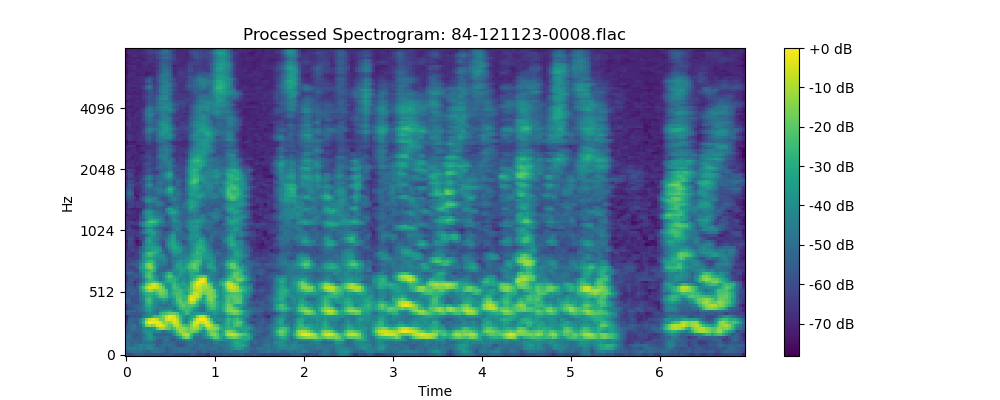 Processed Spectrogram: 84-121123-0008.flac
+0 dB
-10 dB
-20 dB
-30 dB
-40 dB
-50 dB
-60 dB
-70 dB
4096
2048
1024
512
0
Hz
0 1 2 3 4 5 6
Time